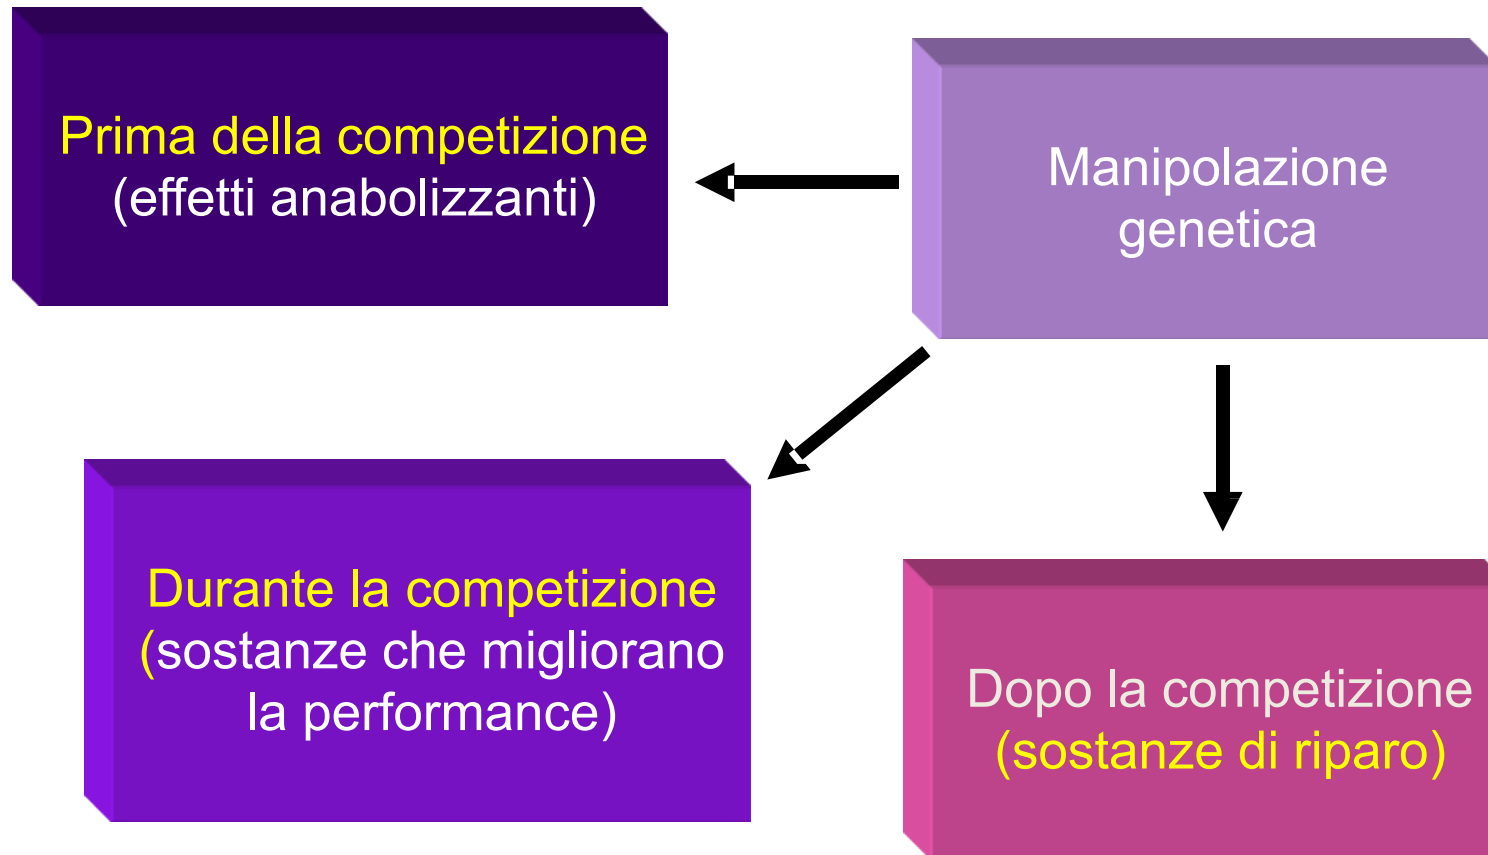 Prima della competizione
(effetti anabolizzanti)
Manipolazione
genetica
Durante la competizione
(sostanze che migliorano
la performance)
Dopo la competizione
(sostanze di riparo)